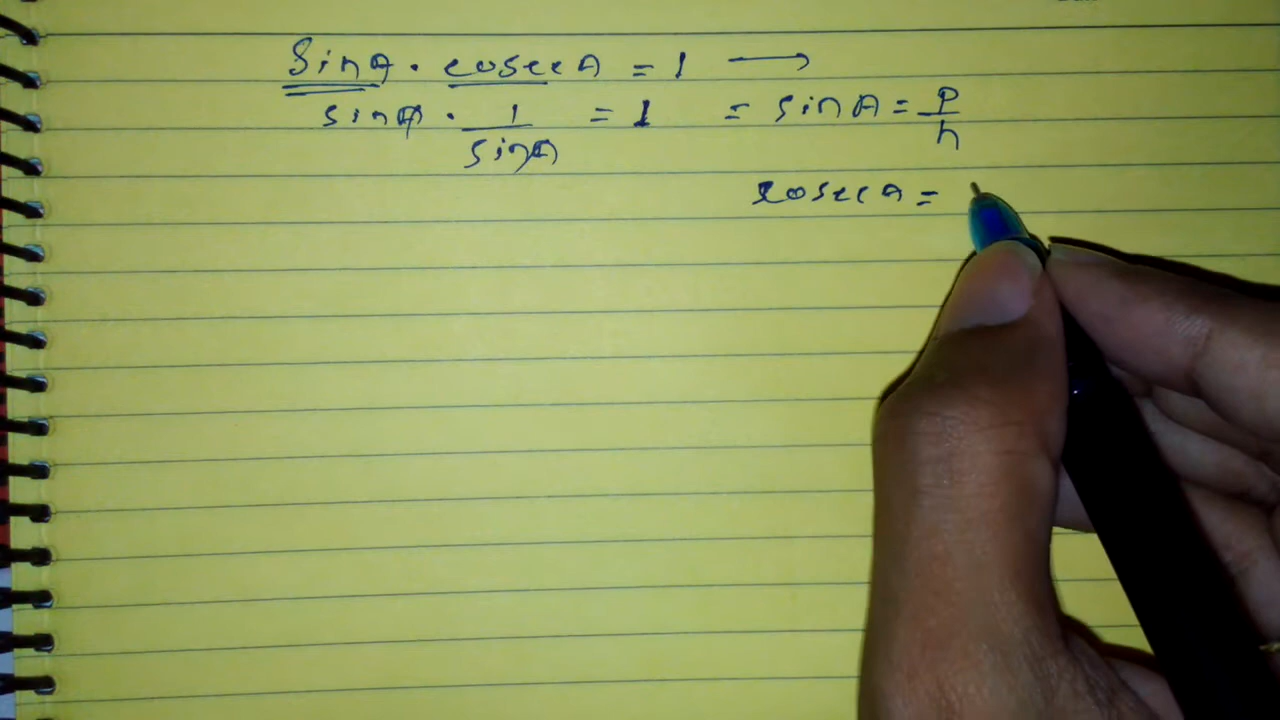 SinA · cosecA = 1 →
sinA · 1/sinA = 1 = sinA = P/h
cosecA =